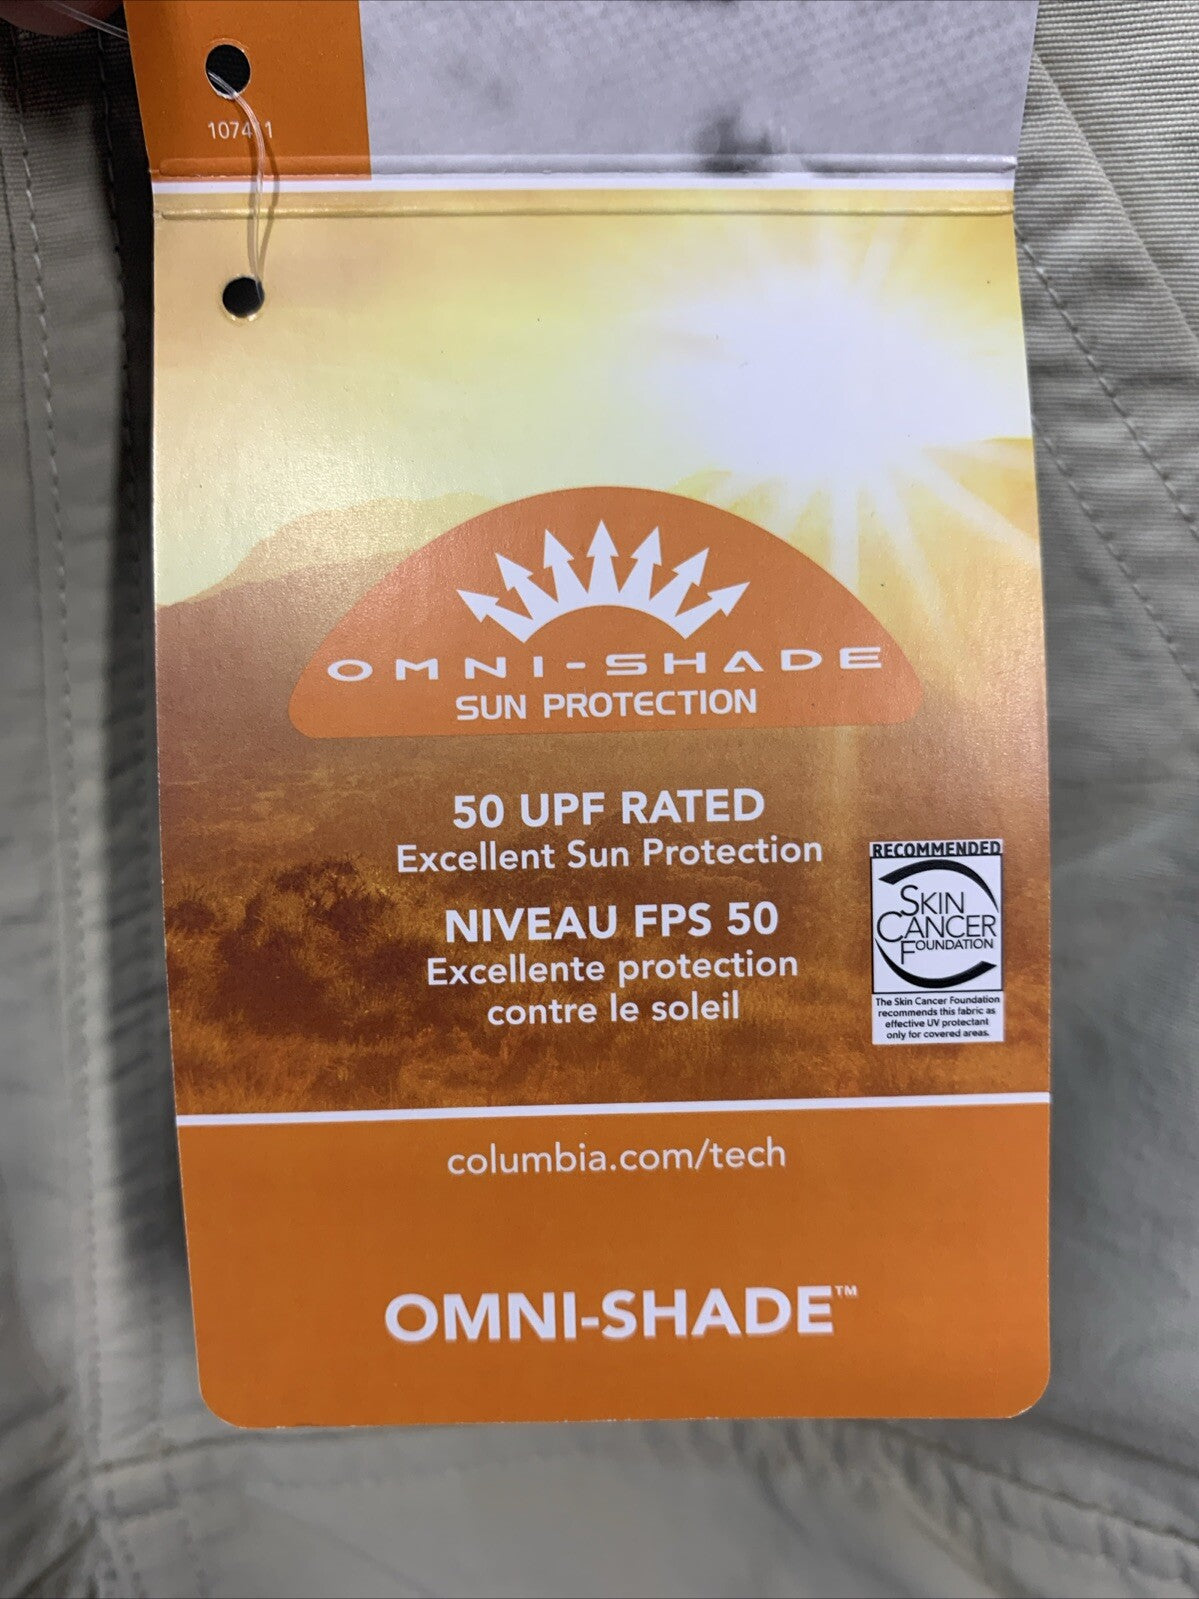 OMNI-SHADE
SUN PROTECTION
50 UPF RATED
Excellent Sun Protection
NIVEAU FPS 50
Excellente protection
contre le soleil
RECOMMENDED
SKIN
CANCER
FOUNDATION
The Skin Cancer Foundation
recommends this fabric as
effective UV protectant
only for covered areas.
columbia.com/tech
OMNI-SHADE™